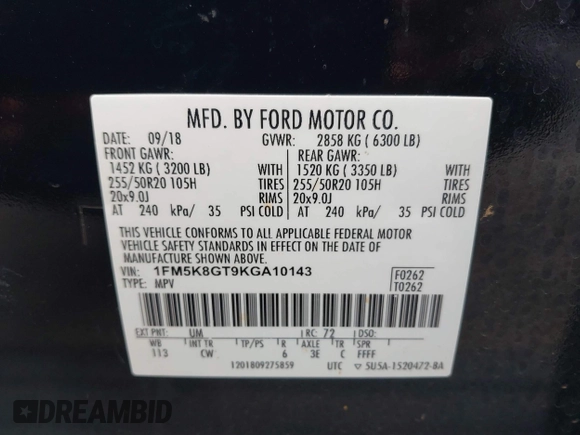 MFD. BY FORD MOTOR CO.
DATE: 09/18 GVWR: 2858 KG ( 6300 LB)
FRONT GAWR: REAR GAWR:
1452 KG ( 3200 LB) WITH 1520 KG ( 3350 LB) WITH
255/50R20 105H TIRES 255/50R20 105H TIRES
20x9.0J RIMS 20x9.0J RIMS
AT 240 kPa/ 35 PSI COLD AT 240 kPa/ 35 PSI COLD
THIS VEHICLE CONFORMS TO ALL APPLICABLE FEDERAL MOTOR
VEHICLE SAFETY STANDARDS IN EFFECT ON THE DATE OF
MANUFACTURE SHOWN ABOVE.
VIN: 1FM5K8GT9KGA10143 F0262
TYPE: MPV T0262
EXT PNT: UM RC: 72 DSO:
WB INT TR TP/PS R AXLE TR SPR
113 CW 6 3E C FFFF
1201809275859 UTC ▽ 5U5A-1520472-8A
DREAMBID